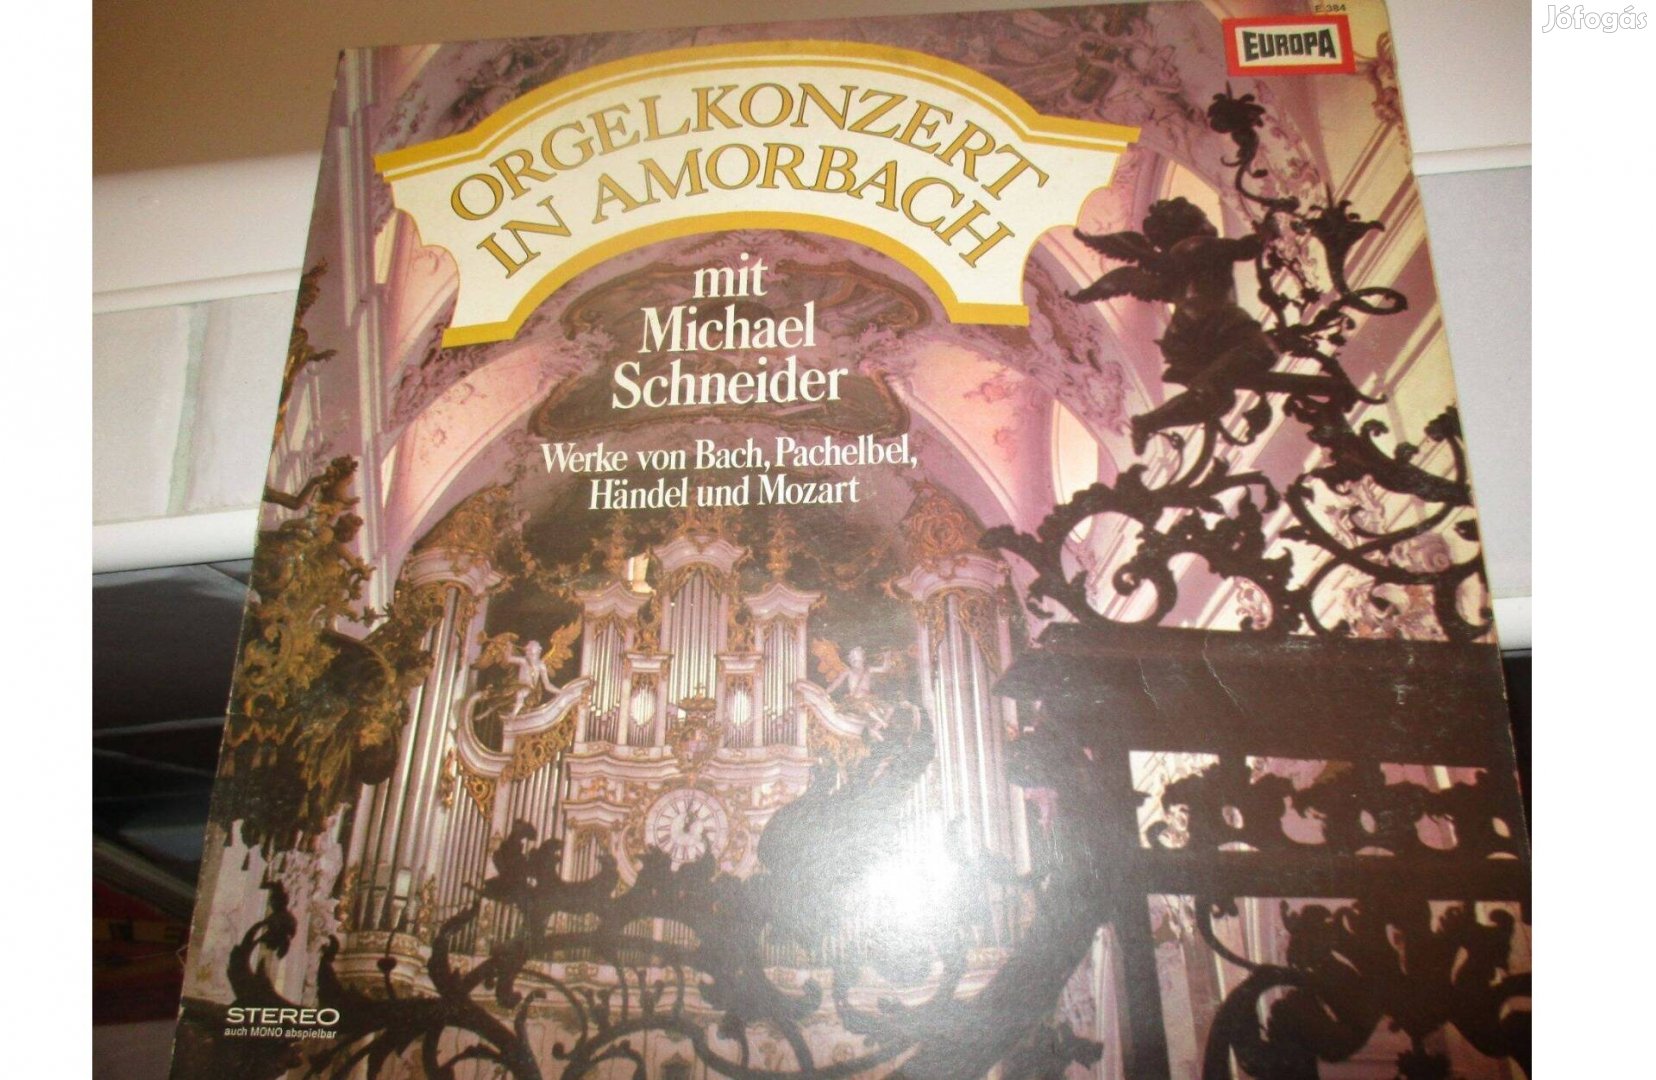 Jófogás
E 384
EUROPA
ORGELKONZERT
IN AMORBACH
mit
Michael
Schneider
Werke von Bach, Pachelbel,
Händel und Mozart
STEREO
auch MONO abspielbar